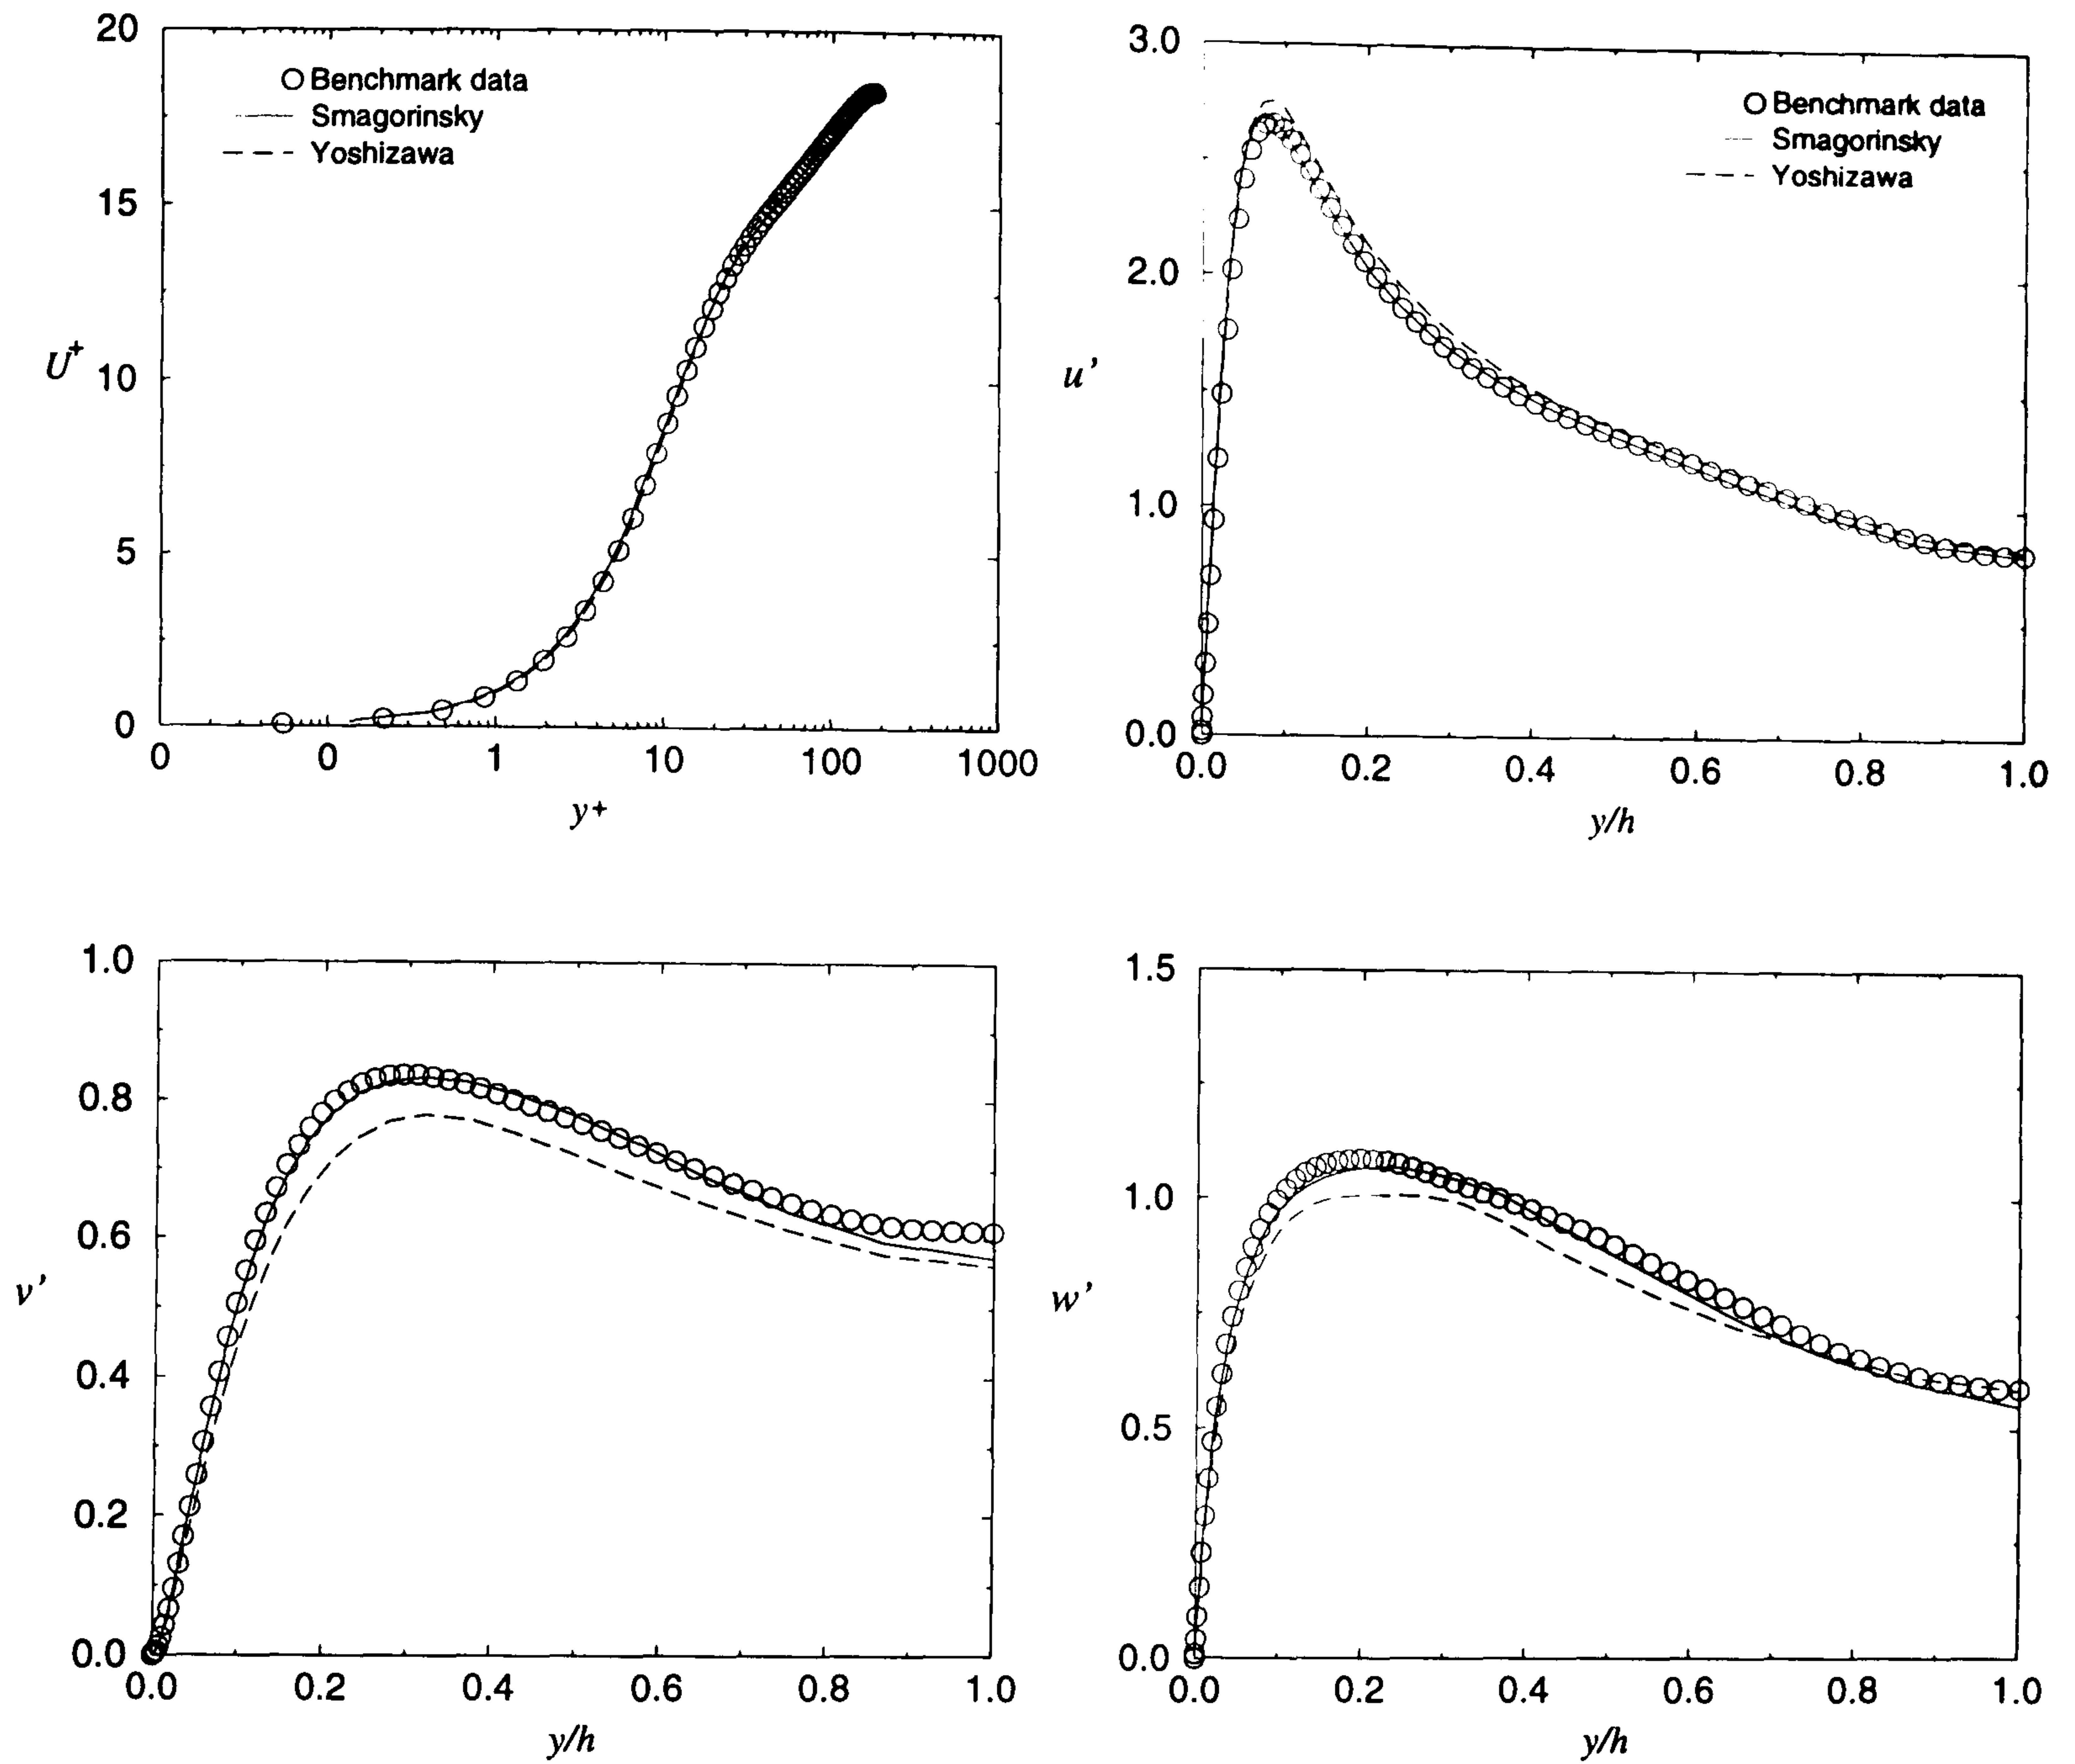 20
15
10
5
0
U+
Benchmark data
Smagorinsky
Yoshizawa
0 0 1 10 100 1000
y+
3.0
2.0
1.0
0.0
u'
Benchmark data
Smagorinsky
Yoshizawa
0.0 0.2 0.4 0.6 0.8 1.0
y/h
1.0
0.8
0.6
0.4
0.2
0.0
v'
0.0 0.2 0.4 0.6 0.8 1.0
y/h
1.5
1.0
0.5
0.0
w'
0.0 0.2 0.4 0.6 0.8 1.0
y/h